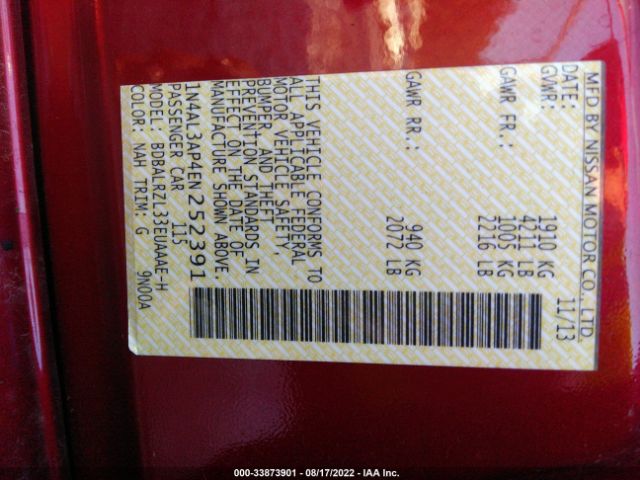 MFD BY NISSAN MOTOR CO., LTD.
DATE: 11/13
GVWR: 1910 KG
4211 LB
GAWR FR.: 1005 KG
2216 LB
GAWR RR.: 940 KG
2072 LB
THIS VEHICLE CONFORMS TO
ALL APPLICABLE FEDERAL
MOTOR VEHICLE SAFETY,
BUMPER AND THEFT
PREVENTION STANDARDS IN
EFFECT ON THE DATE OF
MANUFACTURE SHOWN ABOVE.
1N4AL3AP4EN252391
PASSENGER CAR 115
MODEL: BDBALRZL33EUAAAE-H
COLOR: NAH TRIM: G 9N00A
000-33873901 - 08/17/2022 - IAA Inc.